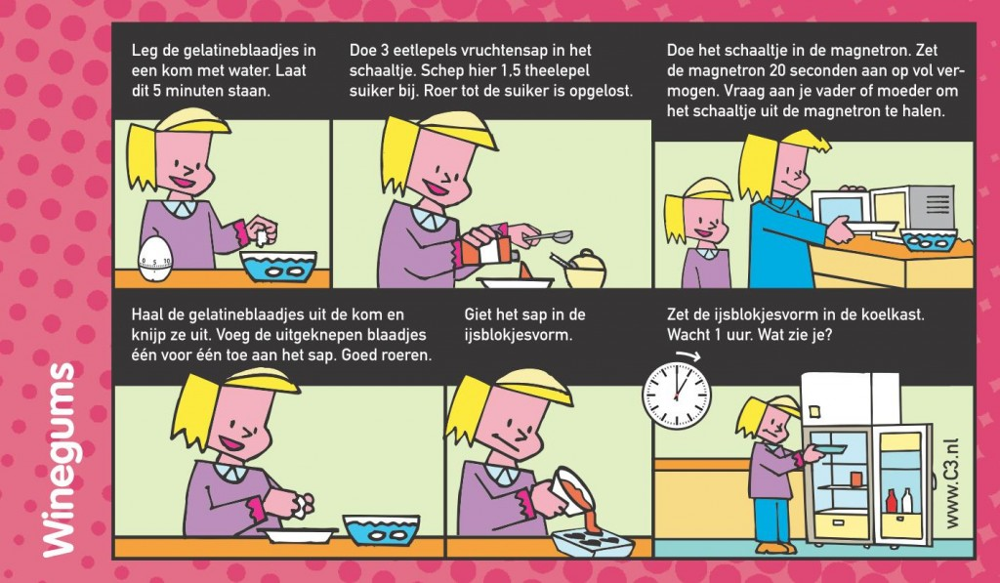 Winegums
Leg de gelatineblaadjes in
een kom met water. Laat
dit 5 minuten staan.
Doe 3 eetlepels vruchtensap in het
schaaltje. Schep hier 1,5 theelepel
suiker bij. Roer tot de suiker is opgelost.
Doe het schaaltje in de magnetron. Zet
de magnetron 20 seconden aan op vol ver-
mogen. Vraag aan je vader of moeder om
het schaaltje uit de magnetron te halen.
0 5 10
Haal de gelatineblaadjes uit de kom en
knijp ze uit. Voeg de uitgeknepen blaadjes
één voor één toe aan het sap. Goed roeren.
Giet het sap in de
ijsblokjesvorm.
Zet de ijsblokjesvorm in de koelkast.
Wacht 1 uur. Wat zie je?
www.C3.nl